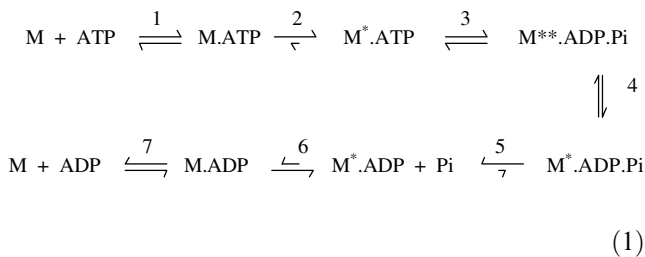 1 2 3
M + ATP ⇌ M.ATP ⇌ M*.ATP ⇌ M**.ADP.Pi
4
7 6 5
M + ADP ⇌ M.ADP ⇌ M*.ADP + Pi ⇌ M*.ADP.Pi
(1)